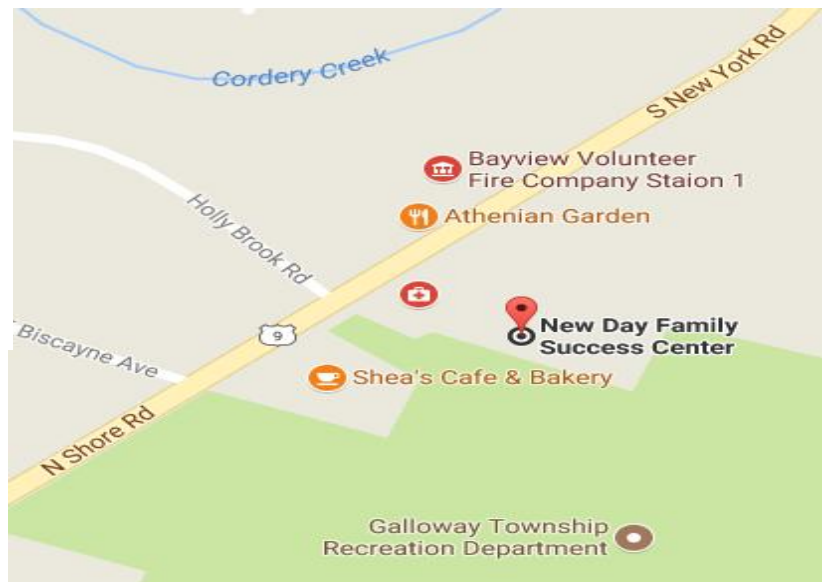 Cordery Creek
S New York Rd
Bayview Volunteer
Fire Company Staion 1
Athenian Garden
Holly Brook Rd
New Day Family
Success Center
9
Biscayne Ave
Shea's Cafe & Bakery
N Shore Rd
Galloway Township
Recreation Department